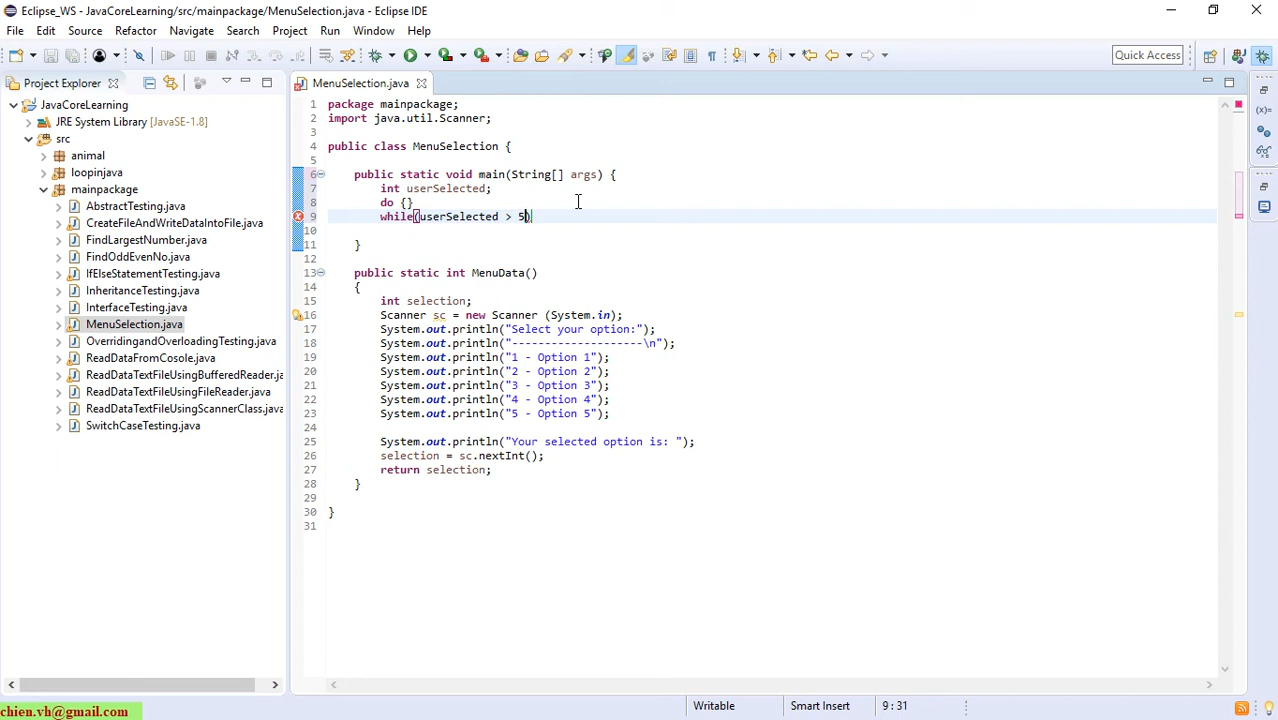 Eclipse_WS - JavaCoreLearning/src/mainpackage/MenuSelection.java - Eclipse IDE
File Edit Source Refactor Navigate Search Project Run Window Help
Quick Access
Project Explorer
JavaCoreLearning
JRE System Library [JavaSE-1.8]
src
animal
loopinjava
mainpackage
AbstractTesting.java
CreateFileAndWriteDataIntoFile.java
FindLargestNumber.java
FindOddEvenNo.java
IfElseStatementTesting.java
InheritanceTesting.java
InterfaceTesting.java
MenuSelection.java
OverridingandOverloadingTesting.java
ReadDataFromCosole.java
ReadDataTextFileUsingBufferedReader.ja
ReadDataTextFileUsingFileReader.java
ReadDataTextFileUsingScannerClass.java
SwitchCaseTesting.java
MenuSelection.java
1 package mainpackage;
2 import java.util.Scanner;
3
4 public class MenuSelection {
5
6 public static void main(String[] args) {
7 int userSelected;
8 do {}
9 while(userSelected > 5)
10
11 }
12
13 public static int MenuData()
14 {
15 int selection;
16 Scanner sc = new Scanner (System.in);
17 System.out.println("Select your option:");
18 System.out.println("--------------------\n");
19 System.out.println("1 - Option 1");
20 System.out.println("2 - Option 2");
21 System.out.println("3 - Option 3");
22 System.out.println("4 - Option 4");
23 System.out.println("5 - Option 5");
24
25 System.out.println("Your selected option is: ");
26 selection = sc.nextInt();
27 return selection;
28 }
29
30 }
31
Writable Smart Insert 9 : 31
chien.vh@gmail.com